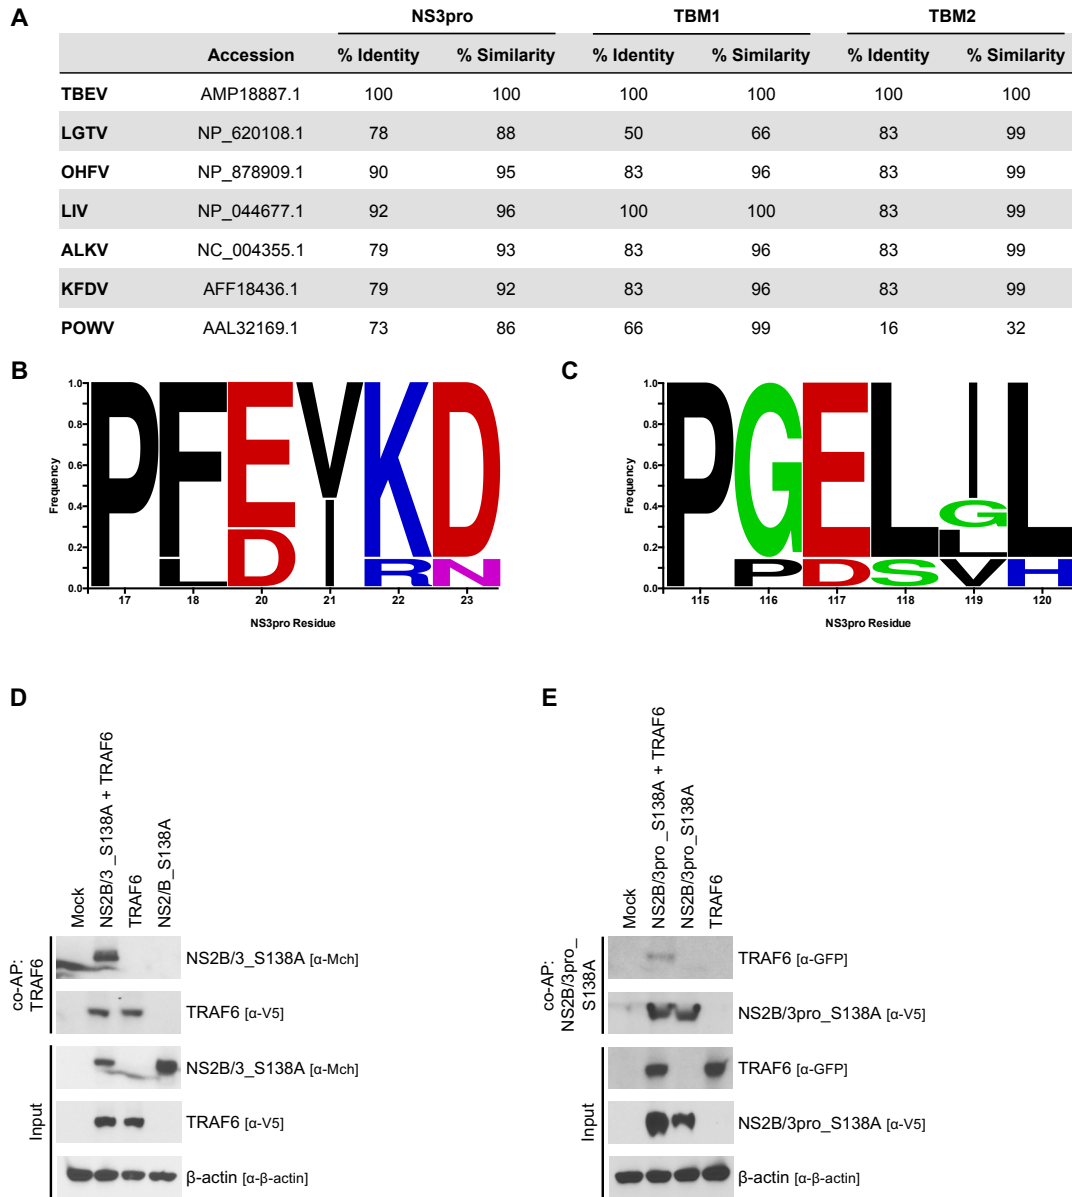 A
NS3pro TBM1 TBM2
Accession % Identity % Similarity % Identity % Similarity % Identity % Similarity
TBEV AMP18887.1 100 100 100 100 100 100
LGTV NP_620108.1 78 88 50 66 83 99
OHFV NP_878909.1 90 95 83 96 83 99
LIV NP_044677.1 92 96 100 100 83 99
ALKV NC_004355.1 79 93 83 96 83 99
KFDV AFF18436.1 79 92 83 96 83 99
POWV AAL32169.1 73 86 66 99 16 32
B
Frequency
1.0
0.8
0.6
0.4
0.2
0.0
P F E V K D
L D I R N
17 18 20 21 22 23
NS3pro Residue
C
Frequency
1.0
0.8
0.6
0.4
0.2
0.0
P G E L I L
G
L
P D S V H
115 116 117 118 119 120
NS3pro Residue
D
Mock
NS2B/3_S138A + TRAF6
TRAF6
NS2/B_S138A
co-AP:
TRAF6
NS2B/3_S138A [α-Mch]
TRAF6 [α-V5]
Input
NS2B/3_S138A [α-Mch]
TRAF6 [α-V5]
β-actin [α-β-actin]
E
Mock
NS2B/3pro_S138A + TRAF6
NS2B/3pro_S138A
TRAF6
co-AP:
NS2B/3pro_
S138A
TRAF6 [α-GFP]
NS2B/3pro_S138A [α-V5]
Input
TRAF6 [α-GFP]
NS2B/3pro_S138A [α-V5]
β-actin [α-β-actin]